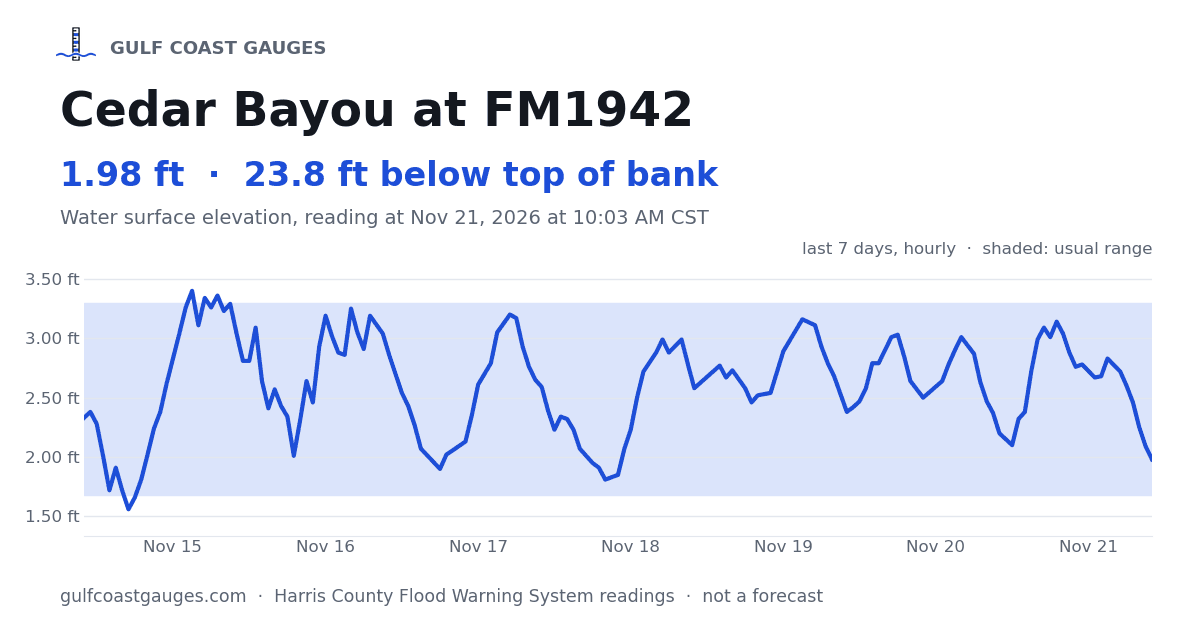 GULF COAST GAUGES
Cedar Bayou at FM1942
1.98 ft · 23.8 ft below top of bank
Water surface elevation, reading at Nov 21, 2026 at 10:03 AM CST
last 7 days, hourly · shaded: usual range
3.50 ft
3.00 ft
2.50 ft
2.00 ft
1.50 ft
Nov 15 Nov 16 Nov 17 Nov 18 Nov 19 Nov 20 Nov 21
gulfcoastgauges.com · Harris County Flood Warning System readings · not a forecast